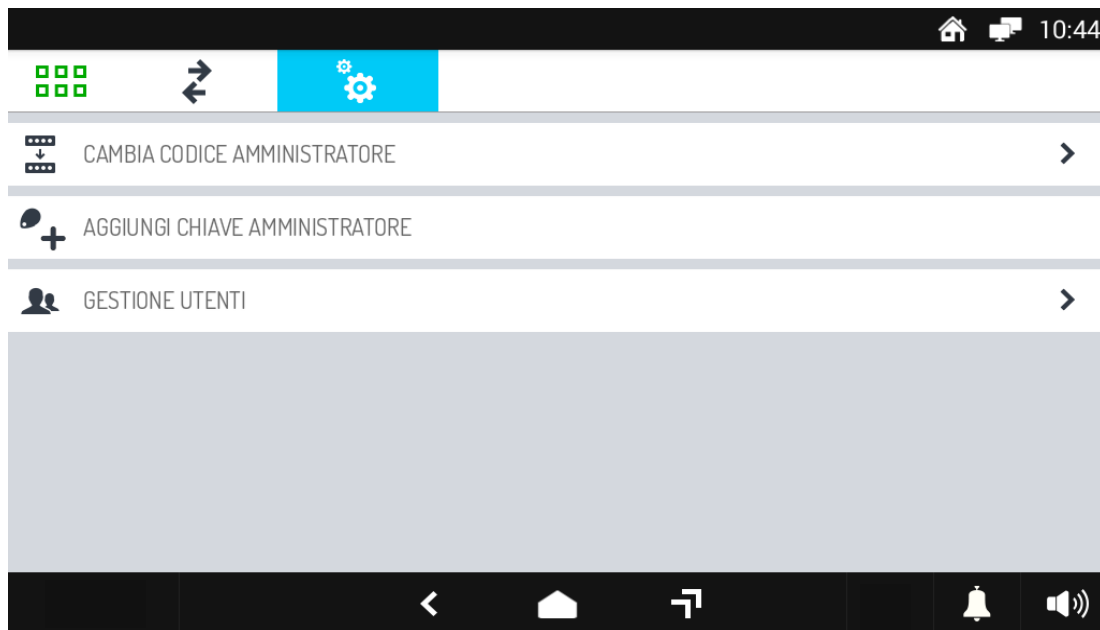 10:44
CAMBIA CODICE AMMINISTRATORE
AGGIUNGI CHIAVE AMMINISTRATORE
GESTIONE UTENTI